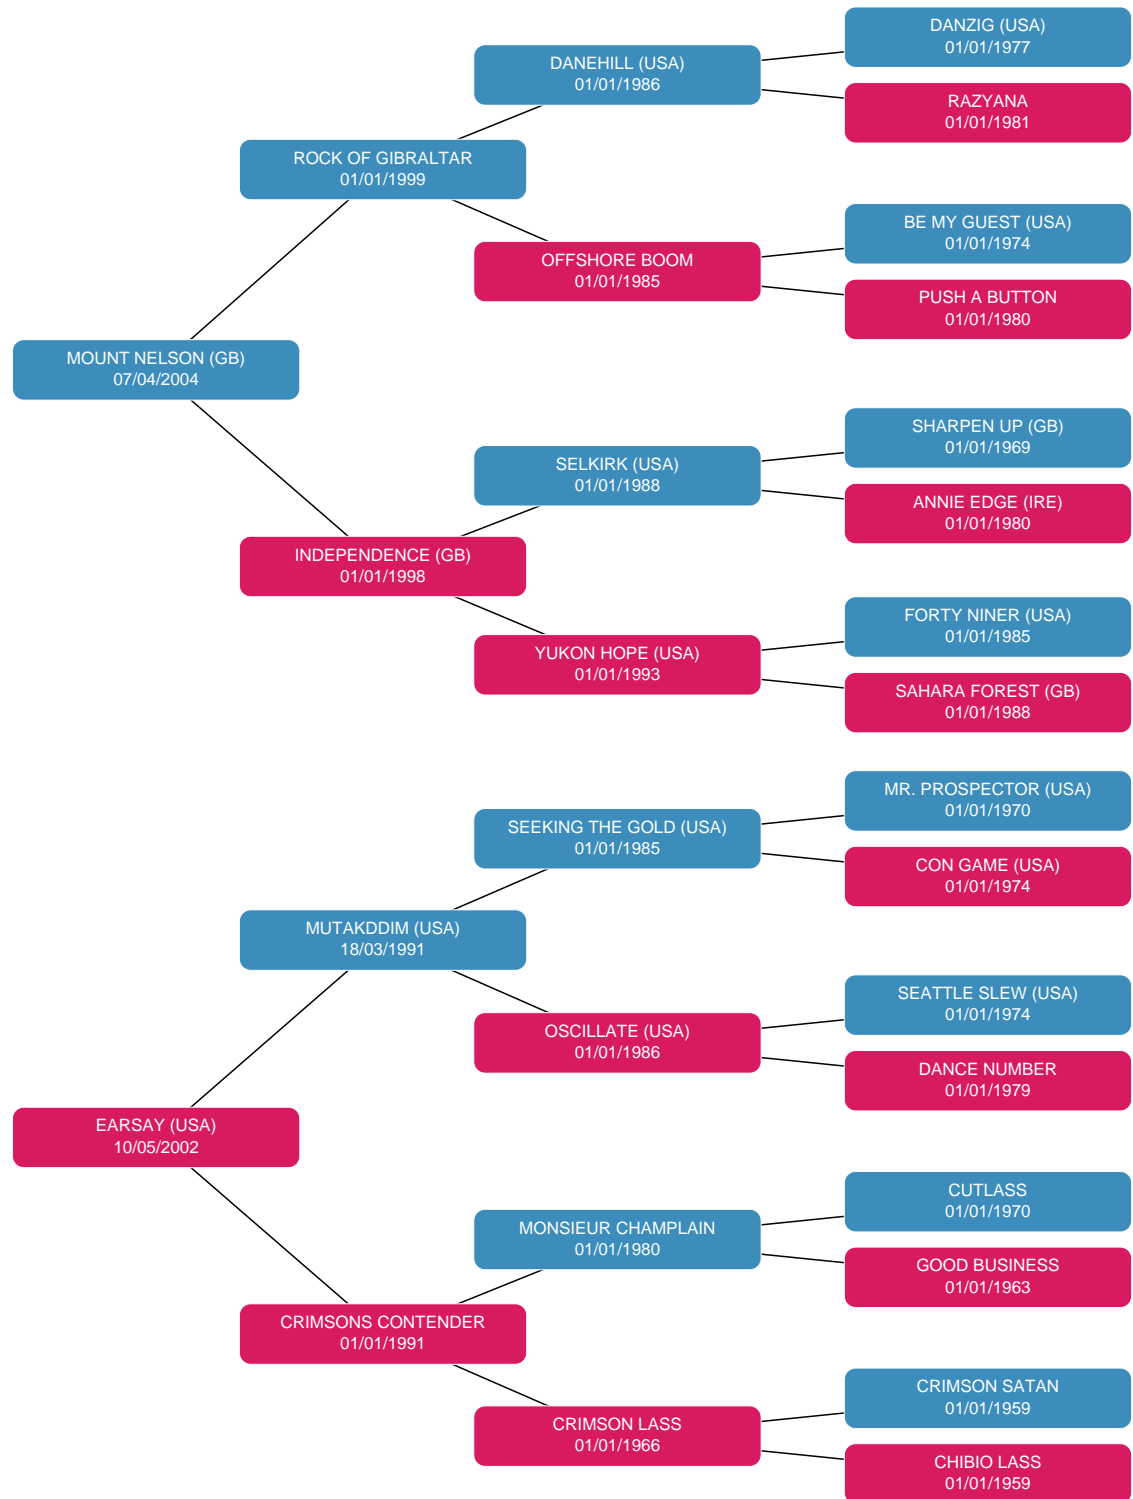 DANZIG (USA)
01/01/1977
DANEHILL (USA)
01/01/1986
RAZYANA
01/01/1981
ROCK OF GIBRALTAR
01/01/1999
BE MY GUEST (USA)
01/01/1974
OFFSHORE BOOM
01/01/1985
PUSH A BUTTON
01/01/1980
MOUNT NELSON (GB)
07/04/2004
SHARPEN UP (GB)
01/01/1969
SELKIRK (USA)
01/01/1988
ANNIE EDGE (IRE)
01/01/1980
INDEPENDENCE (GB)
01/01/1998
FORTY NINER (USA)
01/01/1985
YUKON HOPE (USA)
01/01/1993
SAHARA FOREST (GB)
01/01/1988
MR. PROSPECTOR (USA)
01/01/1970
SEEKING THE GOLD (USA)
01/01/1985
CON GAME (USA)
01/01/1974
MUTAKDDIM (USA)
18/03/1991
SEATTLE SLEW (USA)
01/01/1974
OSCILLATE (USA)
01/01/1986
DANCE NUMBER
01/01/1979
EARSAY (USA)
10/05/2002
CUTLASS
01/01/1970
MONSIEUR CHAMPLAIN
01/01/1980
GOOD BUSINESS
01/01/1963
CRIMSONS CONTENDER
01/01/1991
CRIMSON SATAN
01/01/1959
CRIMSON LASS
01/01/1966
CHIBIO LASS
01/01/1959